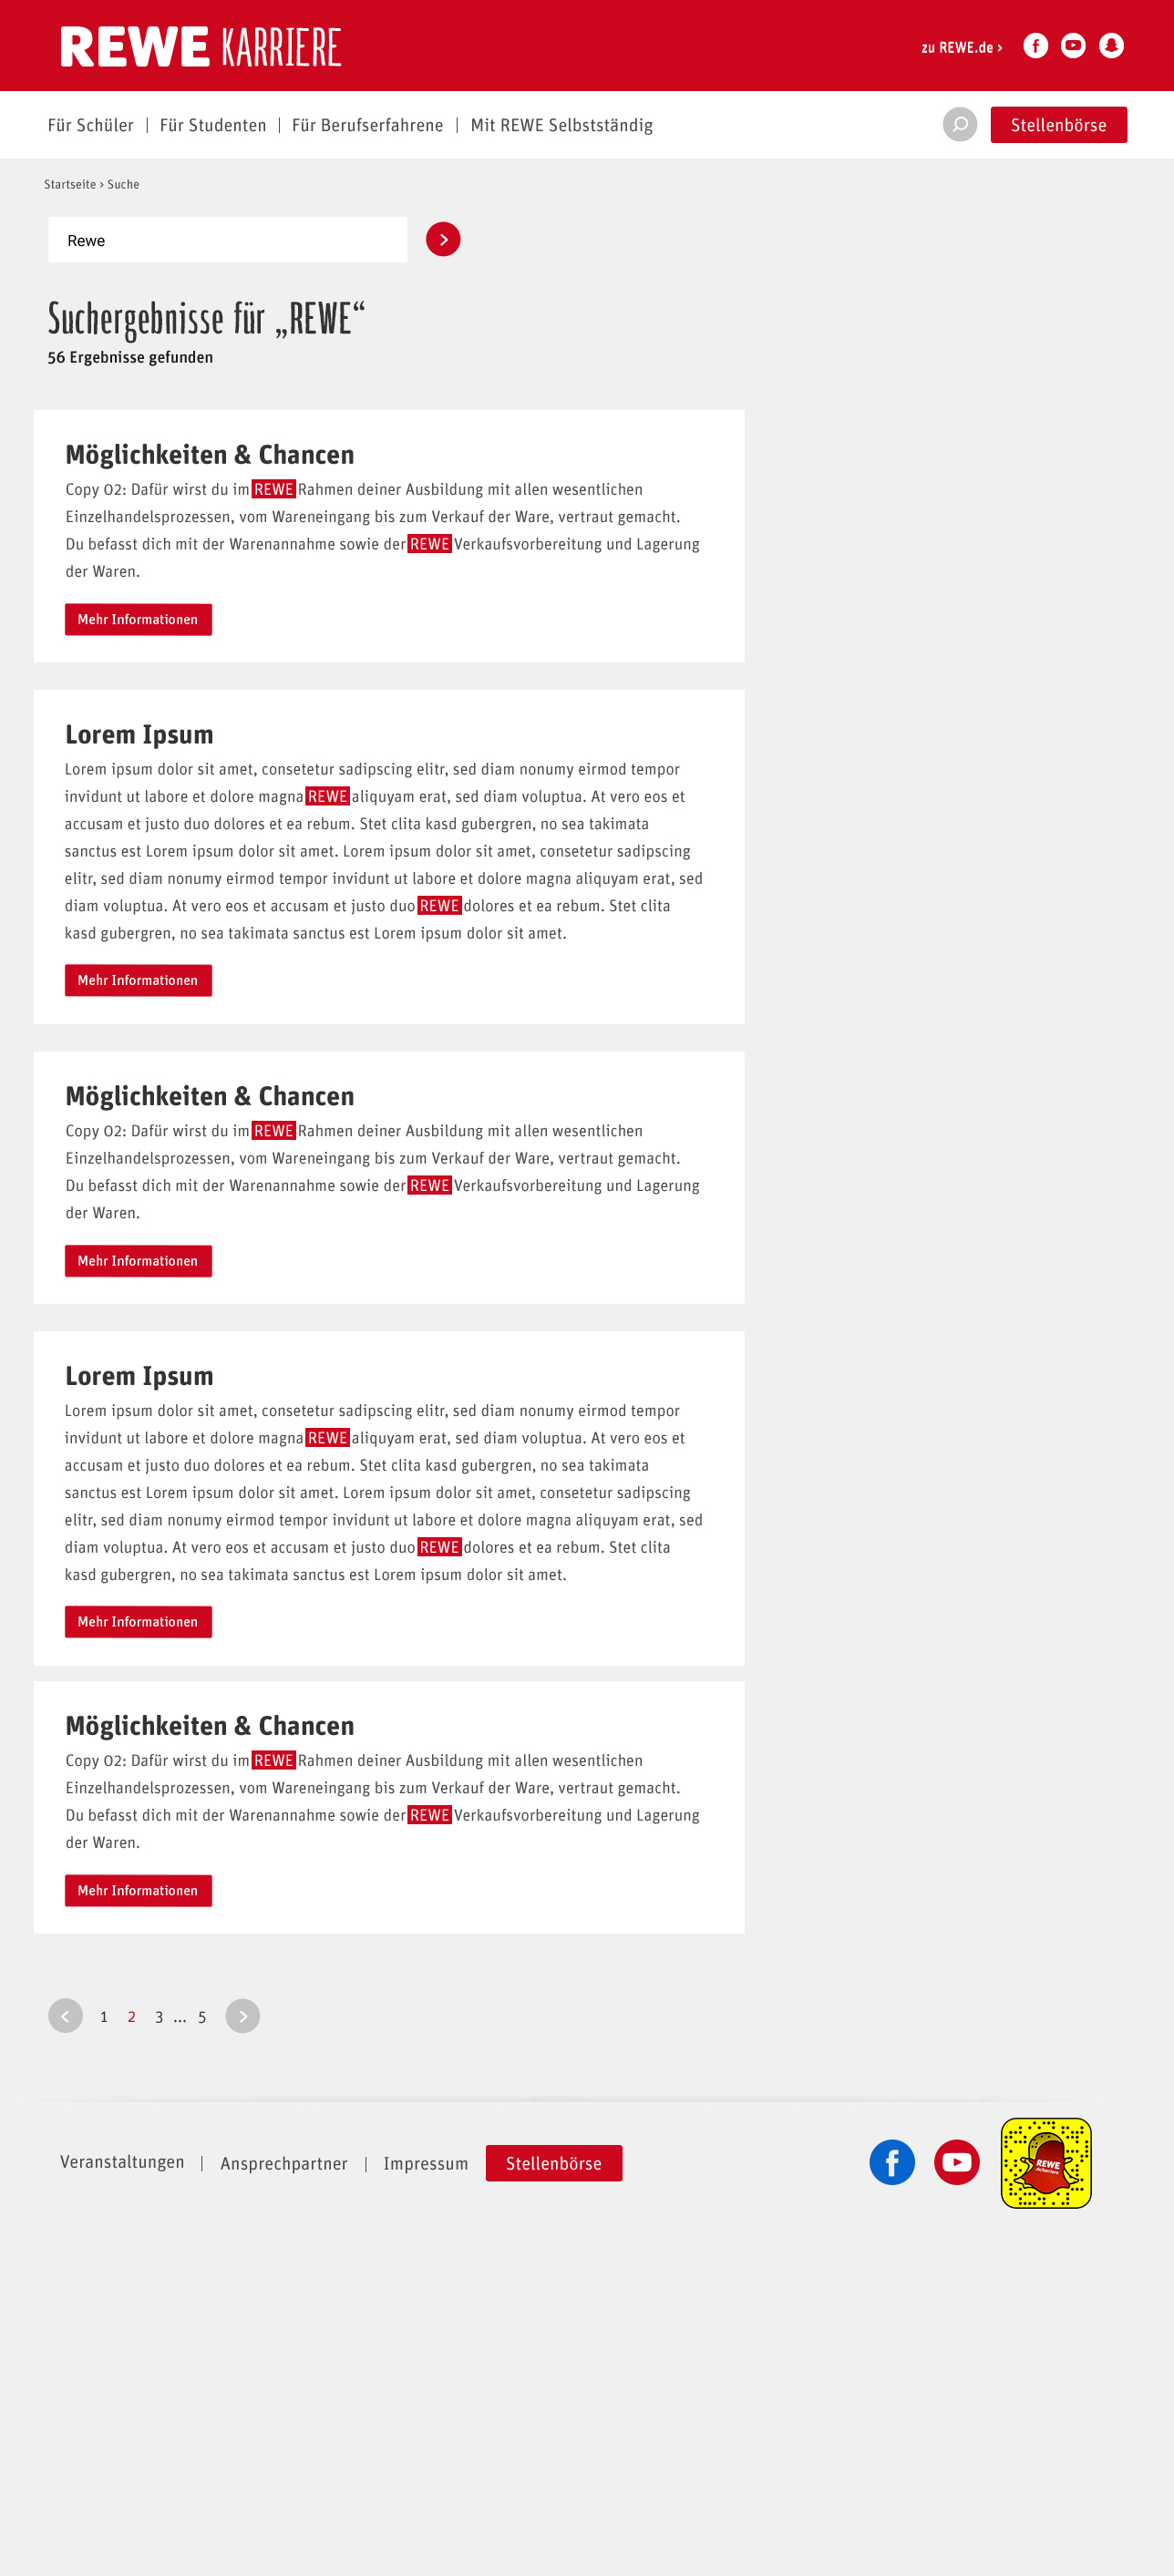 REWE KARRIERE
zu REWE.de ›
Für Schüler | Für Studenten | Für Berufserfahrene | Mit REWE Selbstständig
Stellenbörse
Startseite › Suche
Rewe
Suchergebnisse für „REWE“
56 Ergebnisse gefunden
Möglichkeiten & Chancen
Copy 02: Dafür wirst du im REWE Rahmen deiner Ausbildung mit allen wesentlichen
Einzelhandelsprozessen, vom Wareneingang bis zum Verkauf der Ware, vertraut gemacht.
Du befasst dich mit der Warenannahme sowie der REWE Verkaufsvorbereitung und Lagerung
der Waren.
Mehr Informationen
Lorem Ipsum
Lorem ipsum dolor sit amet, consetetur sadipscing elitr, sed diam nonumy eirmod tempor
invidunt ut labore et dolore magna REWE aliquyam erat, sed diam voluptua. At vero eos et
accusam et justo duo dolores et ea rebum. Stet clita kasd gubergren, no sea takimata
sanctus est Lorem ipsum dolor sit amet. Lorem ipsum dolor sit amet, consetetur sadipscing
elitr, sed diam nonumy eirmod tempor invidunt ut labore et dolore magna aliquyam erat, sed
diam voluptua. At vero eos et accusam et justo duo REWE dolores et ea rebum. Stet clita
kasd gubergren, no sea takimata sanctus est Lorem ipsum dolor sit amet.
Mehr Informationen
Möglichkeiten & Chancen
Copy 02: Dafür wirst du im REWE Rahmen deiner Ausbildung mit allen wesentlichen
Einzelhandelsprozessen, vom Wareneingang bis zum Verkauf der Ware, vertraut gemacht.
Du befasst dich mit der Warenannahme sowie der REWE Verkaufsvorbereitung und Lagerung
der Waren.
Mehr Informationen
Lorem Ipsum
Lorem ipsum dolor sit amet, consetetur sadipscing elitr, sed diam nonumy eirmod tempor
invidunt ut labore et dolore magna REWE aliquyam erat, sed diam voluptua. At vero eos et
accusam et justo duo dolores et ea rebum. Stet clita kasd gubergren, no sea takimata
sanctus est Lorem ipsum dolor sit amet. Lorem ipsum dolor sit amet, consetetur sadipscing
elitr, sed diam nonumy eirmod tempor invidunt ut labore et dolore magna aliquyam erat, sed
diam voluptua. At vero eos et accusam et justo duo REWE dolores et ea rebum. Stet clita
kasd gubergren, no sea takimata sanctus est Lorem ipsum dolor sit amet.
Mehr Informationen
Möglichkeiten & Chancen
Copy 02: Dafür wirst du im REWE Rahmen deiner Ausbildung mit allen wesentlichen
Einzelhandelsprozessen, vom Wareneingang bis zum Verkauf der Ware, vertraut gemacht.
Du befasst dich mit der Warenannahme sowie der REWE Verkaufsvorbereitung und Lagerung
der Waren.
Mehr Informationen
1 2 3 ... 5
Veranstaltungen | Ansprechpartner | Impressum
Stellenbörse
REWE
.de/karriere